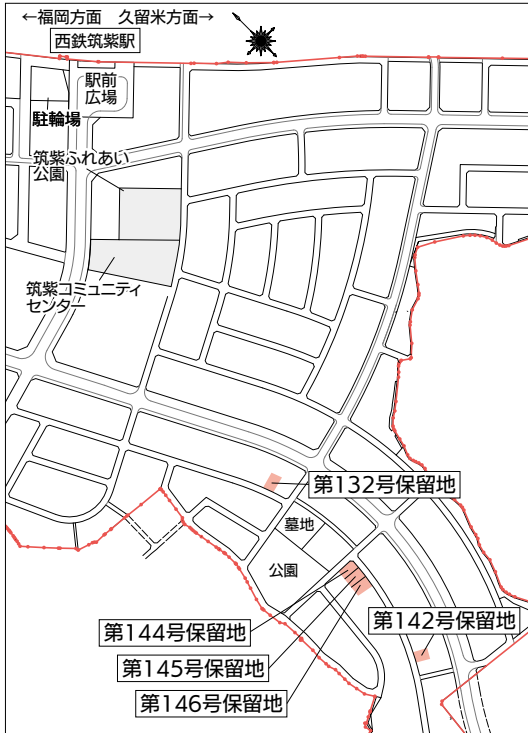 ←福岡方面 久留米方面→
西鉄筑紫駅
駅前
広場
駐輪場
筑紫ふれあい
公園
筑紫コミュニティ
センター
第132号保留地
墓地
公園
第144号保留地
第142号保留地
第145号保留地
第146号保留地